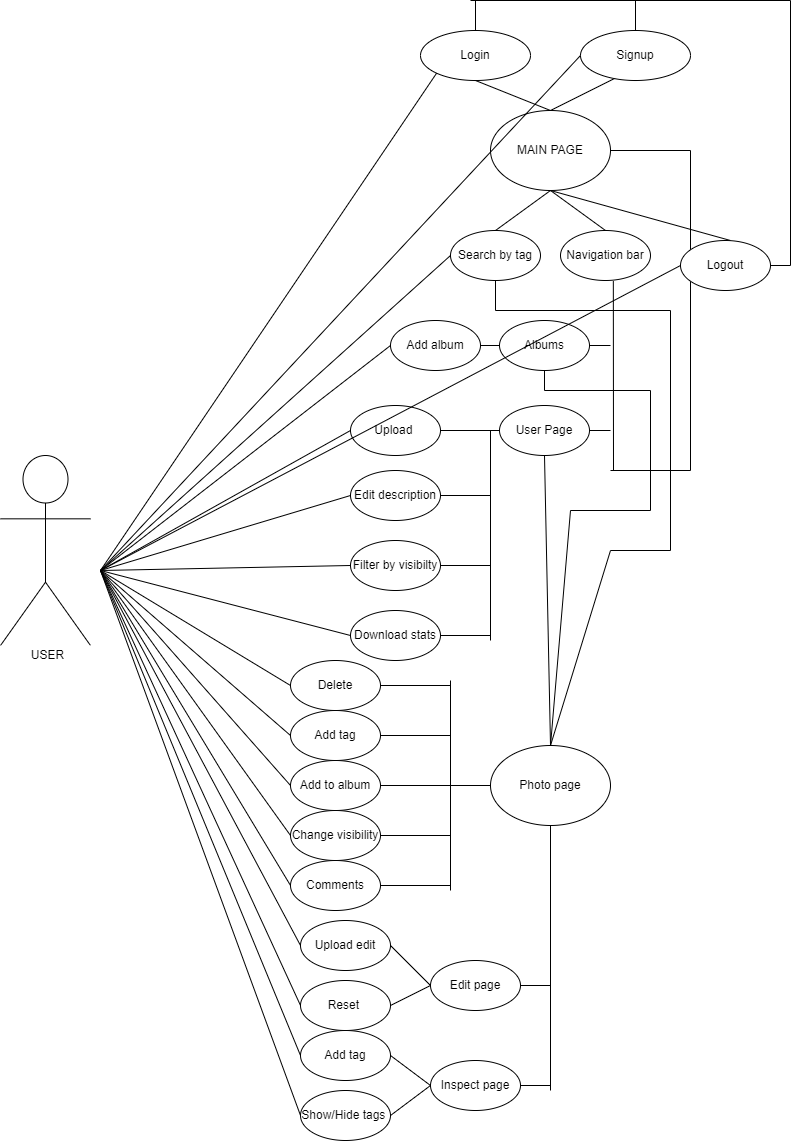 Login
Signup
MAIN PAGE
Search by tag
Navigation bar
Logout
Add album
Albums
Upload
User Page
Edit description
Filter by visibilty
Download stats
USER
Delete
Add tag
Add to album
Photo page
Change visibility
Comments
Upload edit
Edit page
Reset
Add tag
Inspect page
Show/Hide tags